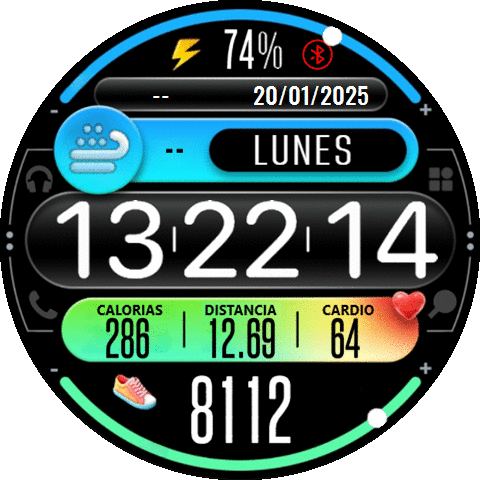 74%
-- 20/01/2025
- +
-- LUNES
13 22 14
CALORIAS DISTANCIA CARDIO
286 12.69 64
- +
8112